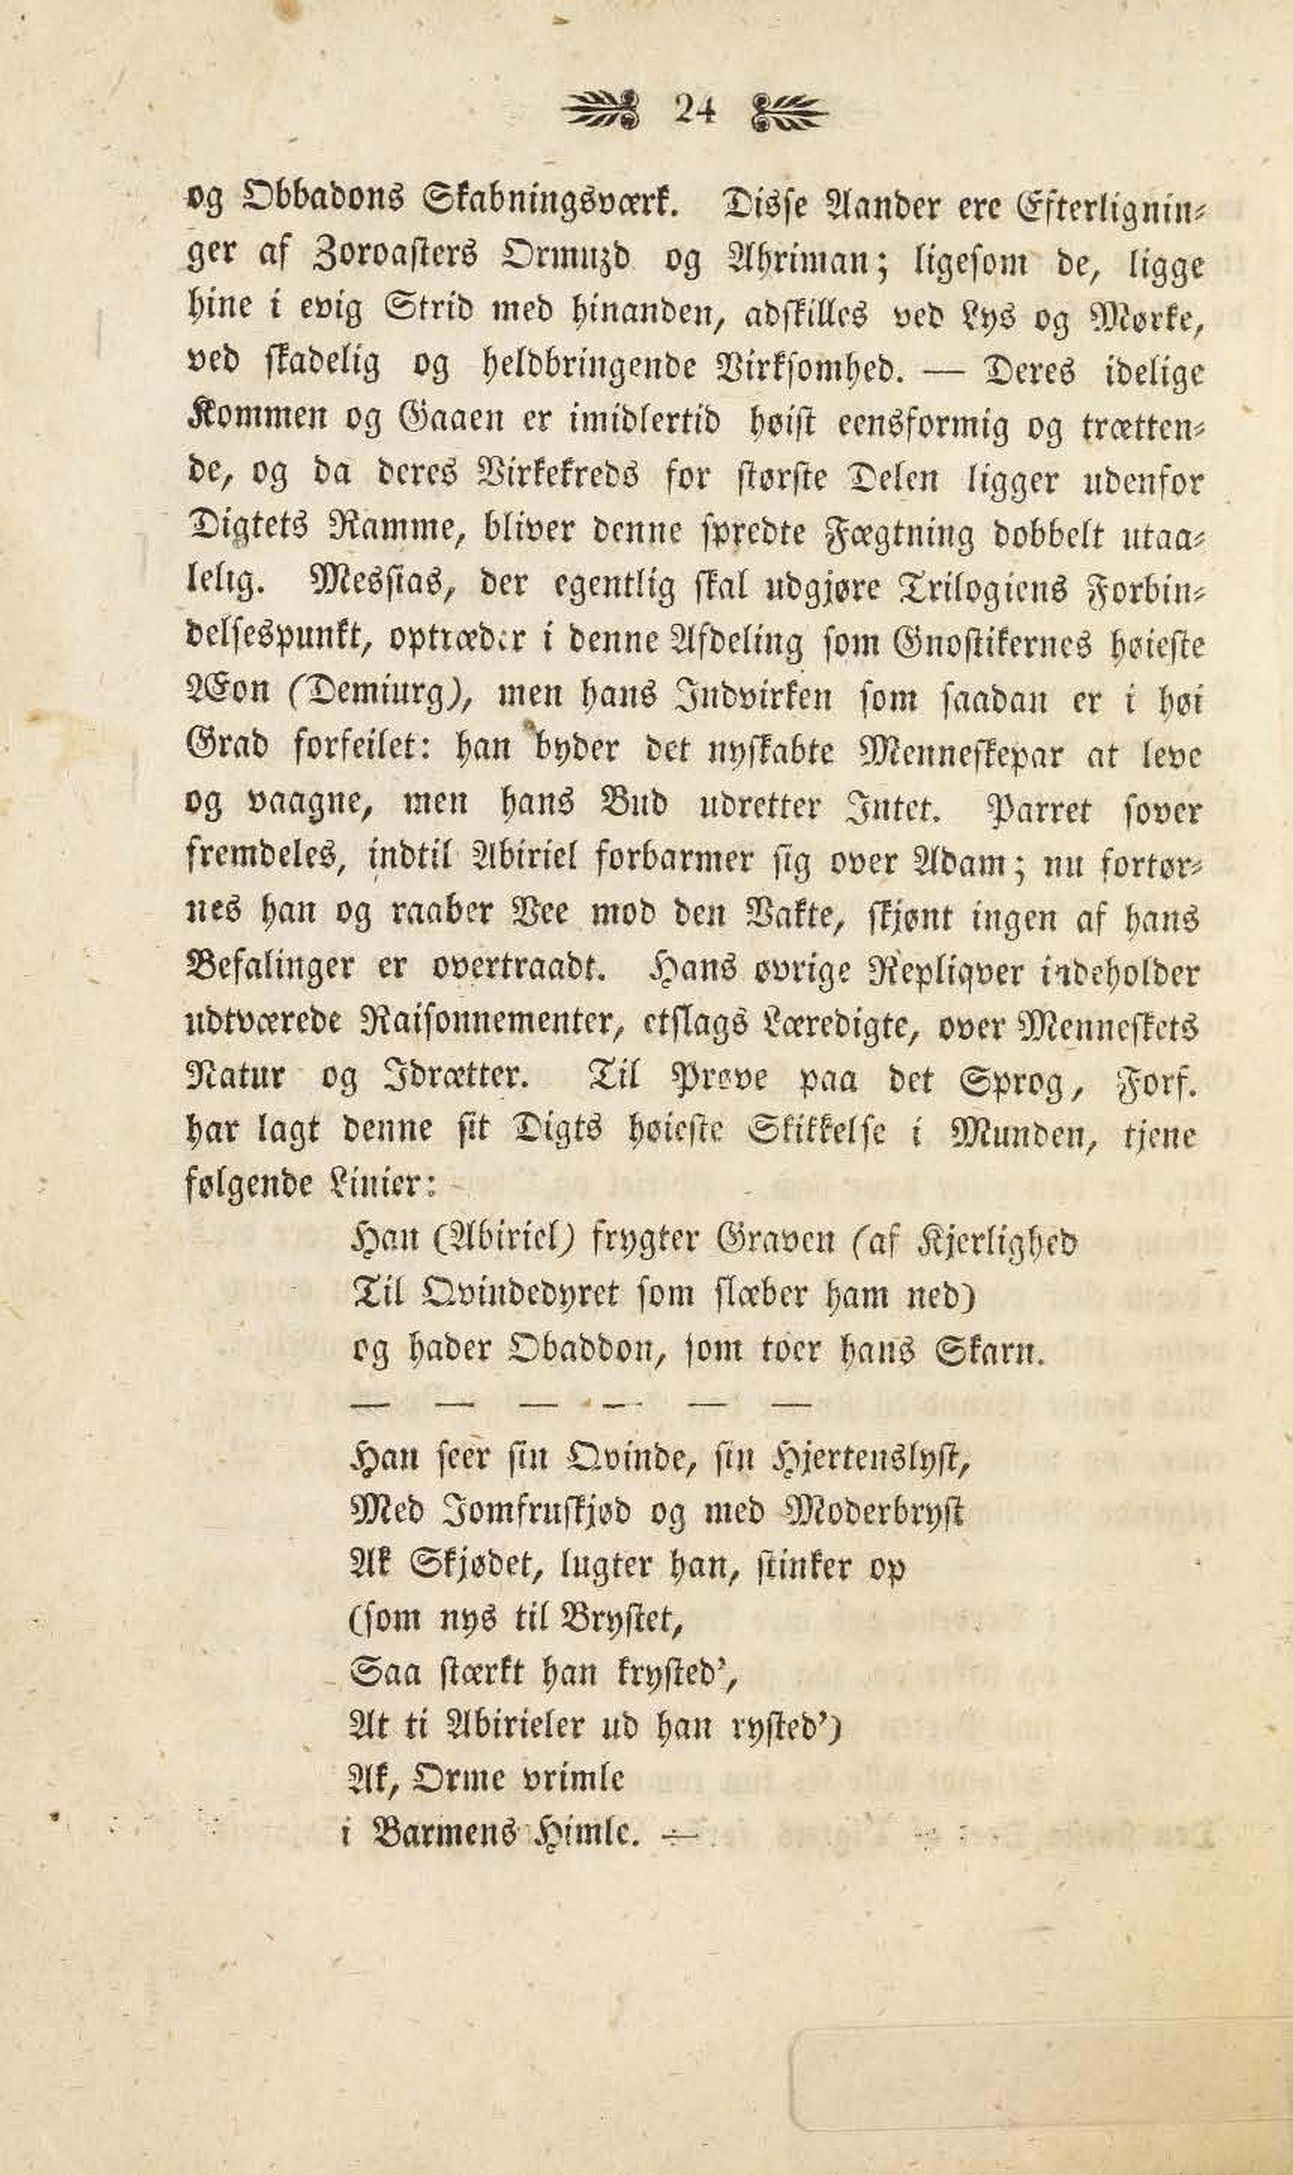 24
og Obbadons Skabningsværk. Disse Aander ere Efterlignin-
ger af Zoroasters Ormuzd og Ahriman; ligesom de, ligge
hine i evig Strid med hinanden, adskilles ved Lys og Mørke,
ved skadelig og heldbringende Virksomhed. — Deres idelige
Kommen og Gaaen er imidlertid høist eensformig og trætten-
de, og da deres Virkekreds for største Delen ligger udenfor
Digtets Ramme, bliver denne spredte Fægtning dobbelt utaa-
lelig. Messias, der egentlig skal udgjøre Trilogiens Forbin-
delsespunkt, optræder i denne Afdeling som Gnostikernes høieste
Æon (Demiurg), men hans Indvirken som saadan er i høi
Grad forfeilet: han byder det nyskabte Menneskepar at leve
og vaagne, men hans Bud udretter Intet. Parret sover
fremdeles, indtil Abiriel forbarmer sig over Adam; nu fortør-
nes han og raaber Vee mod den Vakte, skjønt ingen af hans
Befalinger er overtraadt. Hans øvrige Repliqver indeholder
udtværede Raisonnementer, etslags Læredigte, over Menneskets
Natur og Idrætter. Til Prøve paa det Sprog, Forf.
har lagt denne sit Digts høieste Skikkelse i Munden, tjene
følgende Linier:
Han (Abiriel) frygter Graven (af Kjerlighed
Til Qvindedyret som slæber ham ned)
og hader Obaddon, som toer hans Skarn.
— — — — — —
Han seer sin Qvinde, sin Hjertenslyst,
Med Jomfruskjød og med Moderbryst
Ak Skjødet, lugter han, stinker op
(som nys til Brystet,
Saa stærkt han krysted',
At ti Abirieler ud han rysted')
Ak, Orme vrimle
i Barmens Himle. —